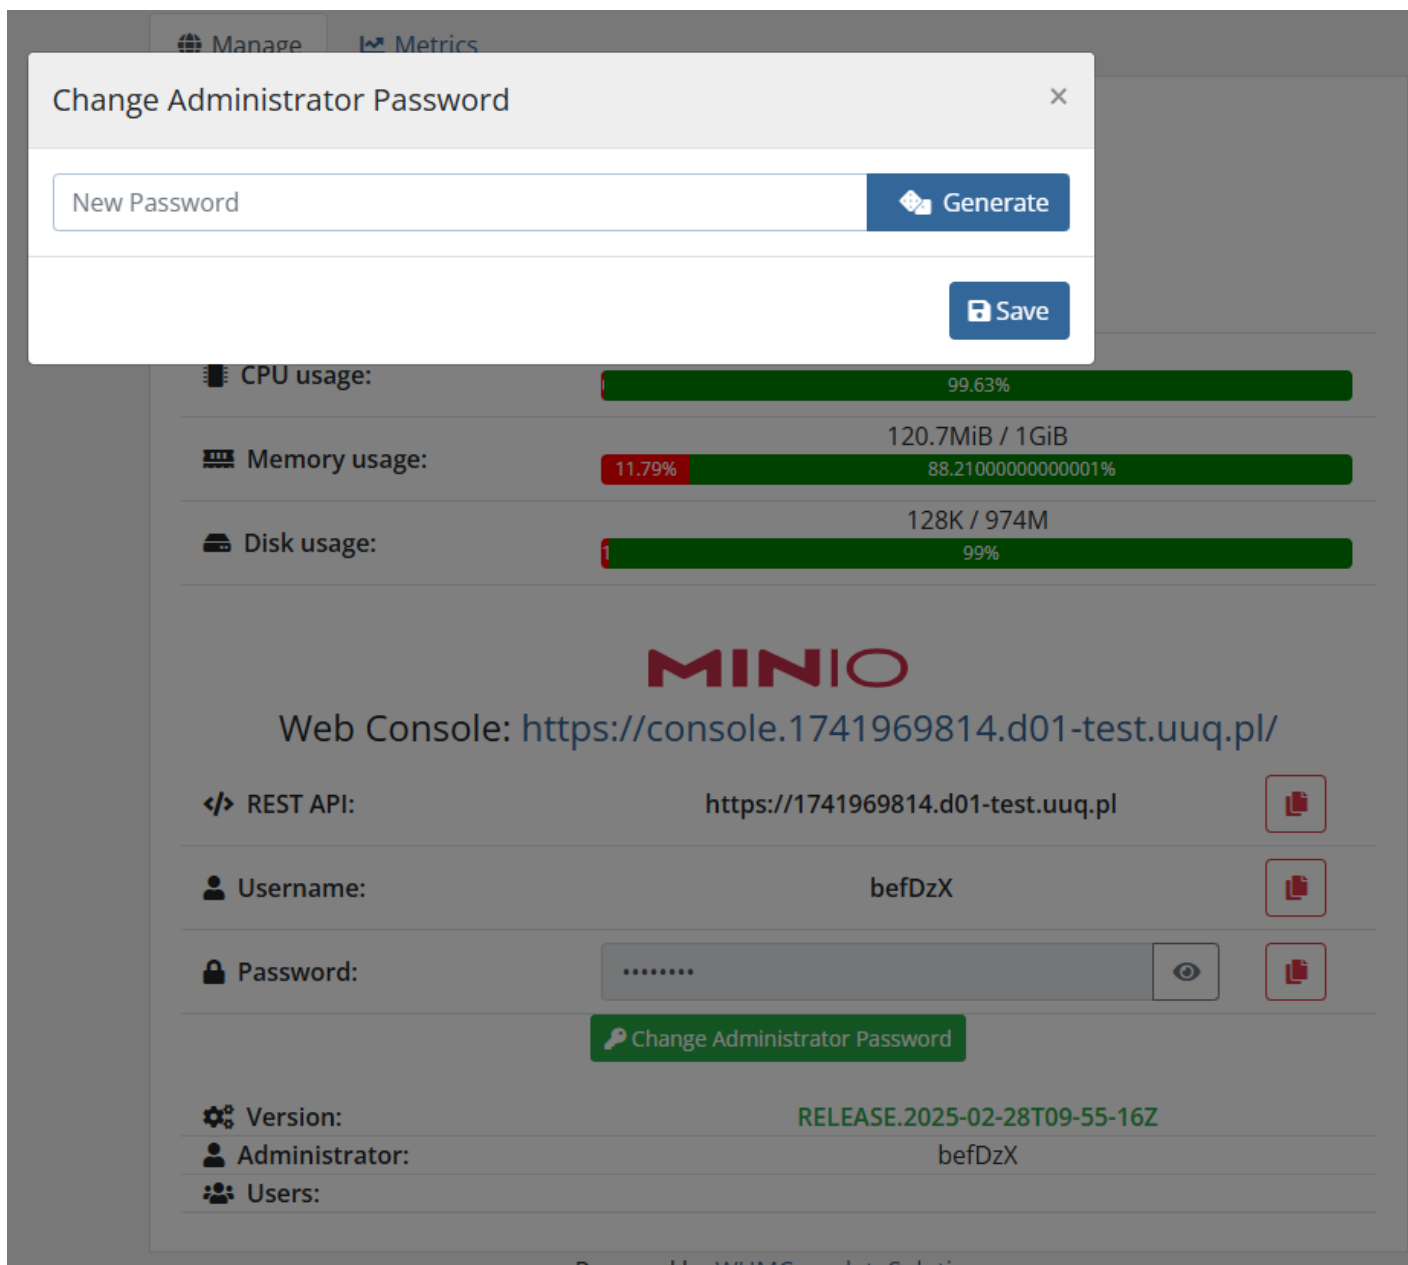 Manage Metrics
Change Administrator Password ×
New Password Generate
Save
CPU usage:
99.63%
120.7MiB / 1GiB
Memory usage:
11.79% 88.21000000000001%
128K / 974M
Disk usage:
1 99%
MINIO
Web Console: https://console.1741969814.d01-test.uuq.pl/
</> REST API: https://1741969814.d01-test.uuq.pl
Username: befDzX
Password: ••••••••
Change Administrator Password
Version: RELEASE.2025-02-28T09-55-16Z
Administrator: befDzX
Users: